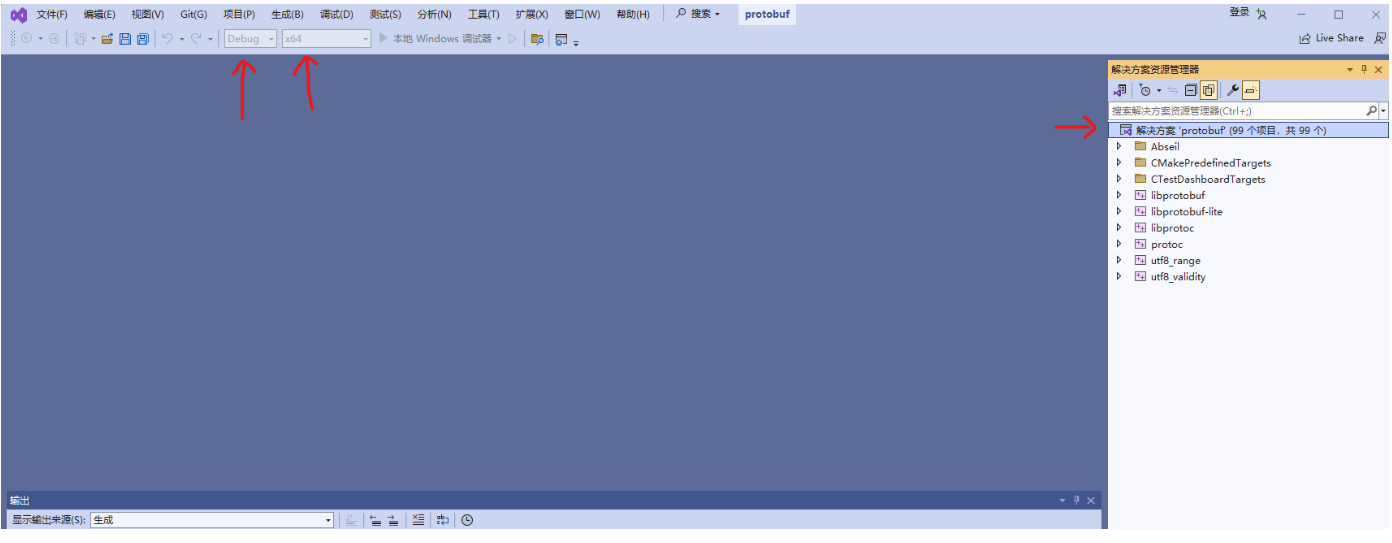 文件(F) 编辑(E) 视图(V) Git(G) 项目(P) 生成(B) 调试(D) 测试(S) 分析(N) 工具(T) 扩展(X) 窗口(W) 帮助(H) 搜索 protobuf 登录
Debug x64 本地 Windows 调试器 Live Share
解决方案资源管理器
搜索解决方案资源管理器(Ctrl+;)
解决方案 'protobuf' (99 个项目，共 99 个)
Abseil
CMakePredefinedTargets
CTestDashboardTargets
libprotobuf
libprotobuf-lite
libprotoc
protoc
utf8_range
utf8_validity
输出
显示输出来源(S): 生成